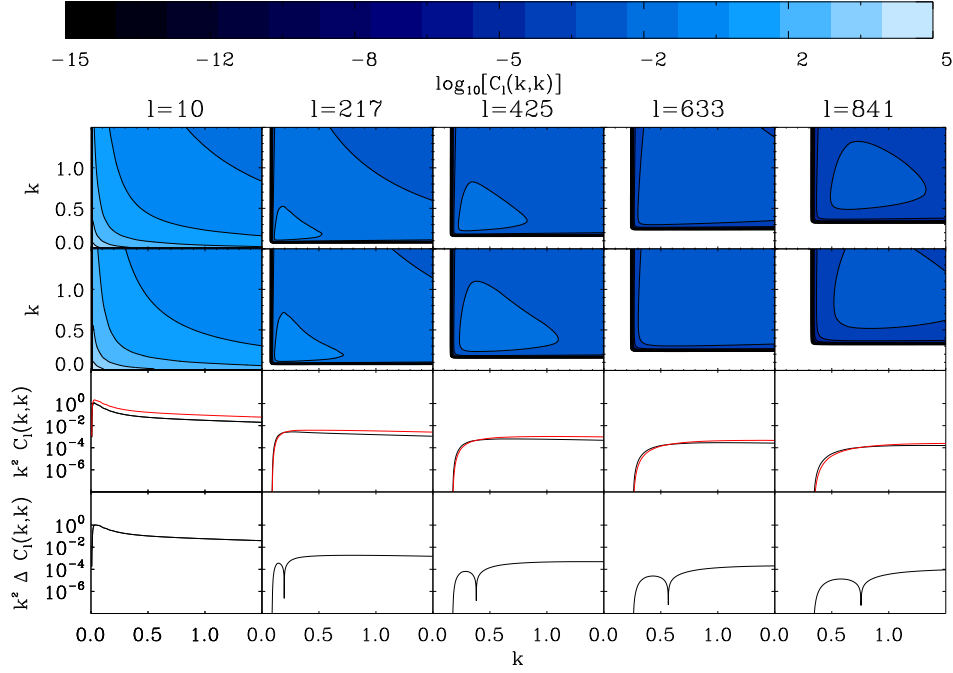 -15 -12 -8 -5 -2 2 5
log₁₀[C_l(k,k)]
l=10 l=217 l=425 l=633 l=841
1.0
k
0.5
0.0
1.0
k
0.5
0.0
10⁰
10⁻²
10⁻⁴
10⁻⁶
k² C_l(k,k)
10⁰
10⁻²
10⁻⁴
10⁻⁶
k² Δ C_l(k,k)
0.0 0.5 1.0 0.0 0.5 1.0 0.0 0.5 1.0 0.0 0.5 1.0 0.0 0.5 1.0
k